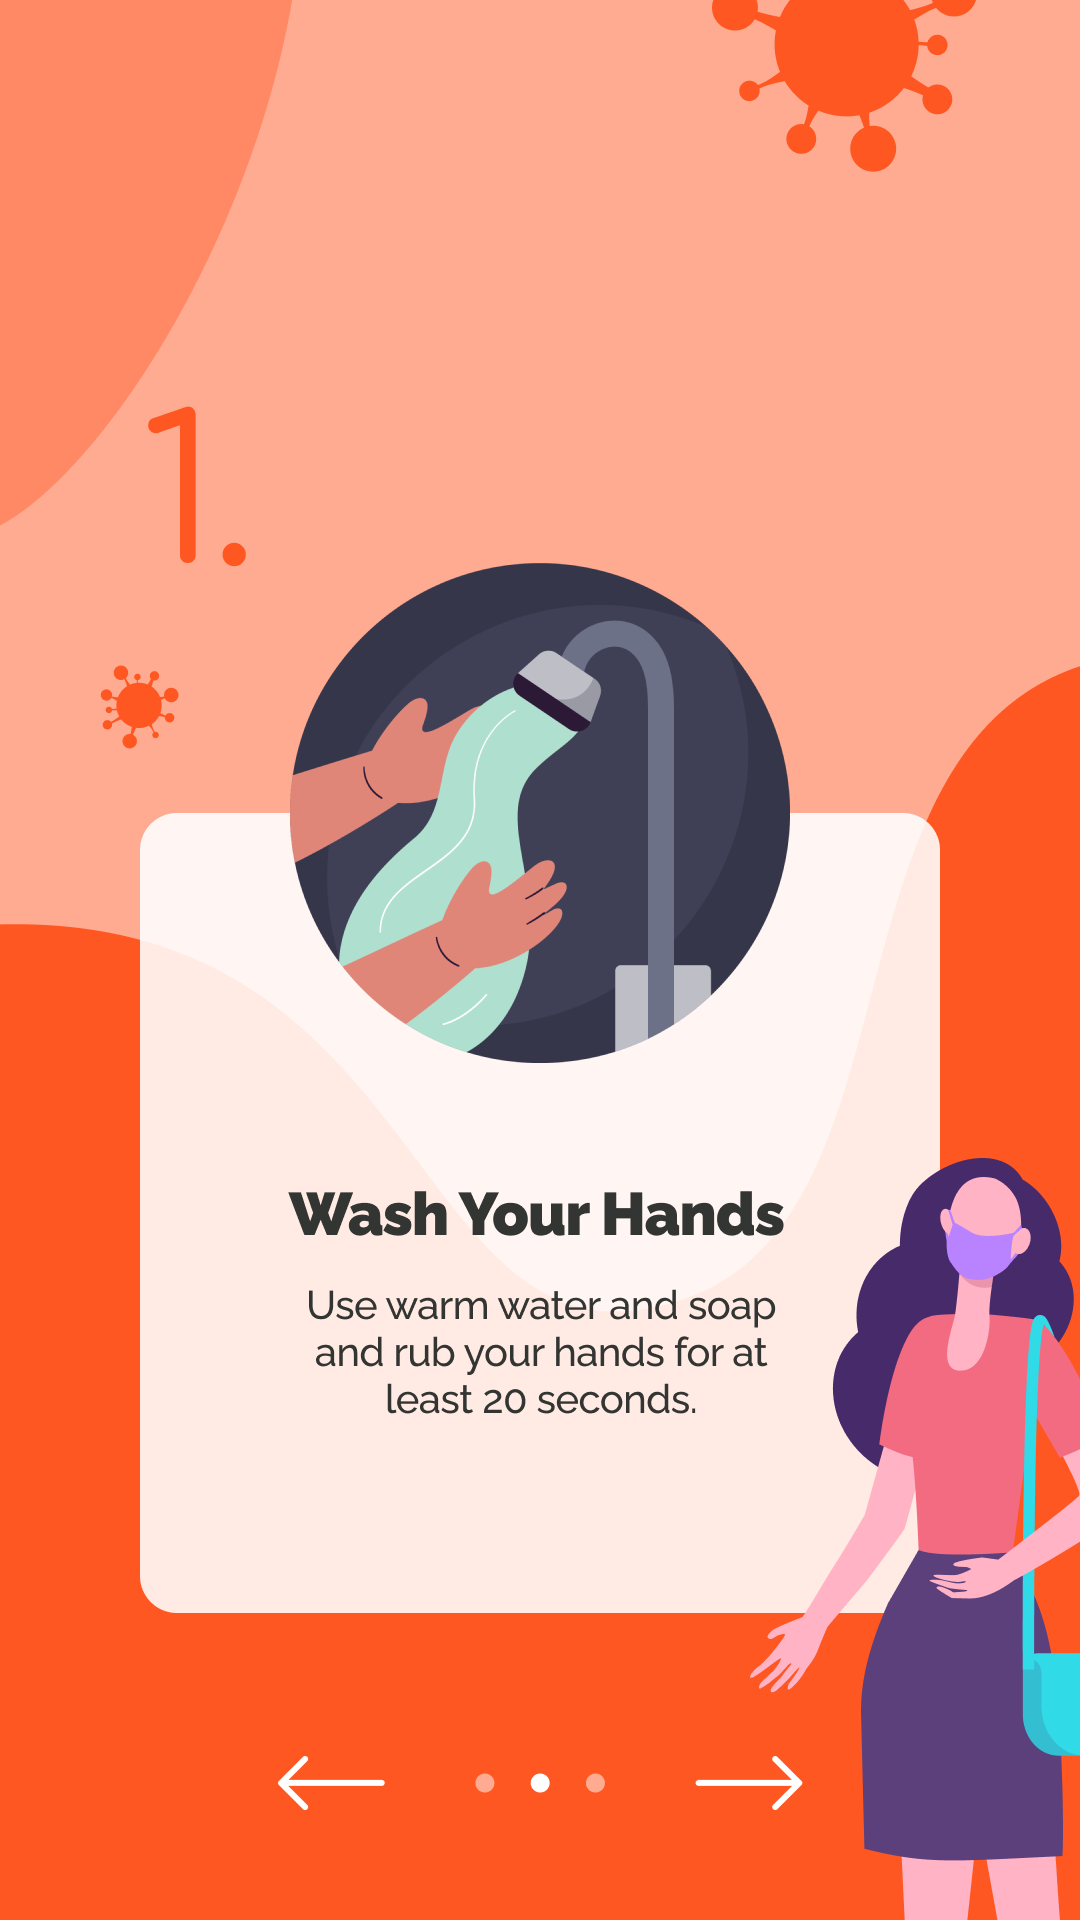 1.
Wash Your Hands
Use warm water and soap
and rub your hands for at
least 20 seconds.